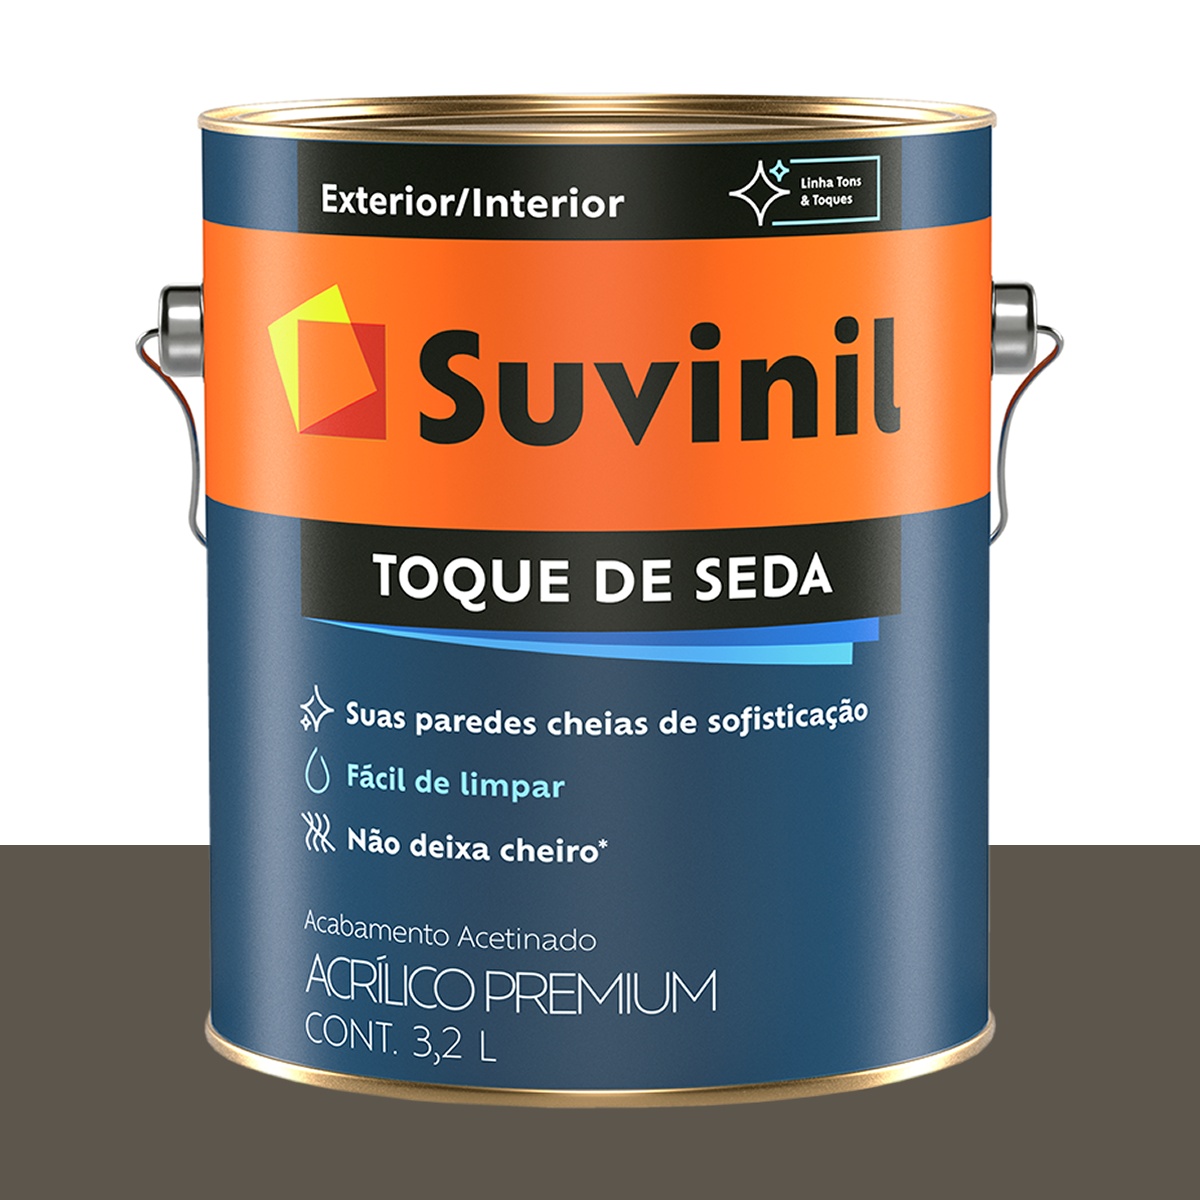 Exterior/Interior
Linha Tons
& Toques
Suvinil
TOQUE DE SEDA
Suas paredes cheias de sofisticação
Fácil de limpar
Não deixa cheiro*
Acabamento Acetinado
ACRÍLICO PREMIUM
CONT. 3,2 L